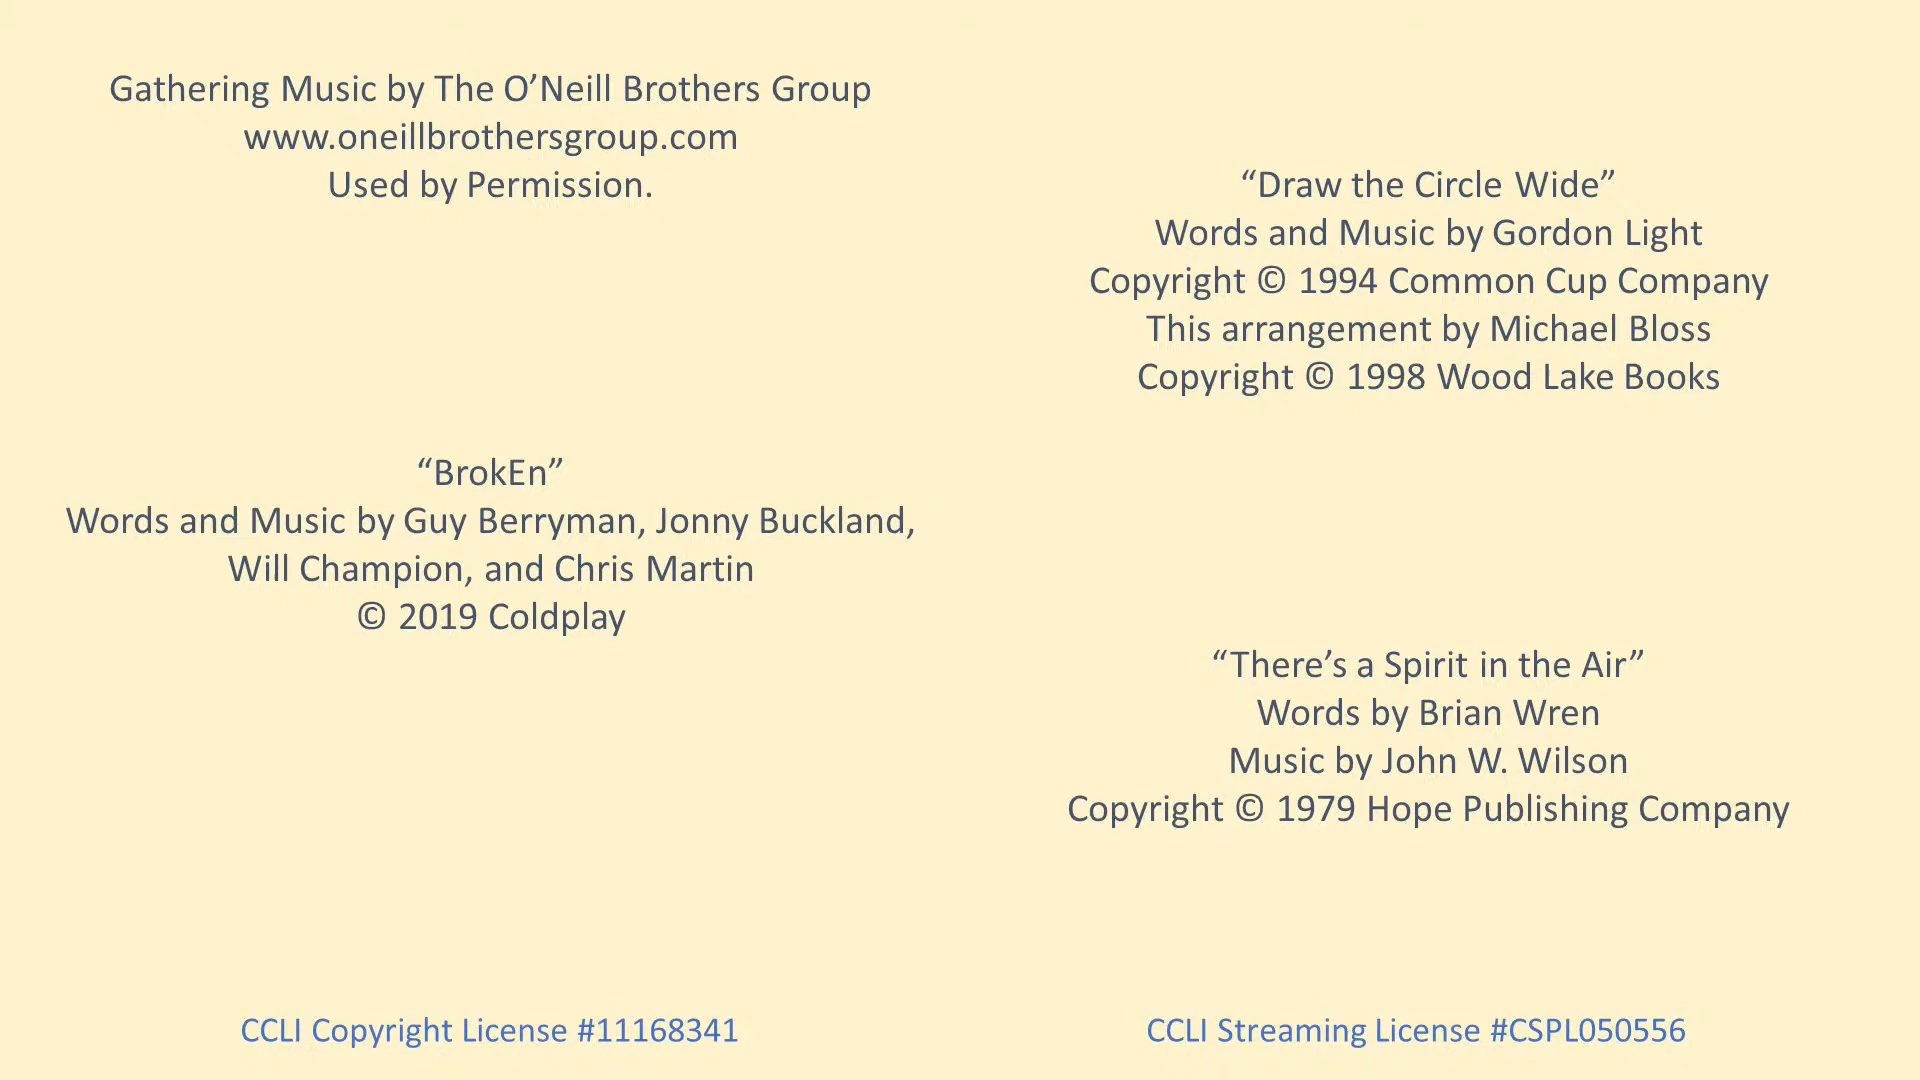 Gathering Music by The O’Neill Brothers Group
www.oneillbrothersgroup.com
Used by Permission.
“BrokEn”
Words and Music by Guy Berryman, Jonny Buckland,
Will Champion, and Chris Martin
© 2019 Coldplay
“Draw the Circle Wide”
Words and Music by Gordon Light
Copyright © 1994 Common Cup Company
This arrangement by Michael Bloss
Copyright © 1998 Wood Lake Books
“There’s a Spirit in the Air”
Words by Brian Wren
Music by John W. Wilson
Copyright © 1979 Hope Publishing Company
CCLI Copyright License #11168341
CCLI Streaming License #CSPL050556